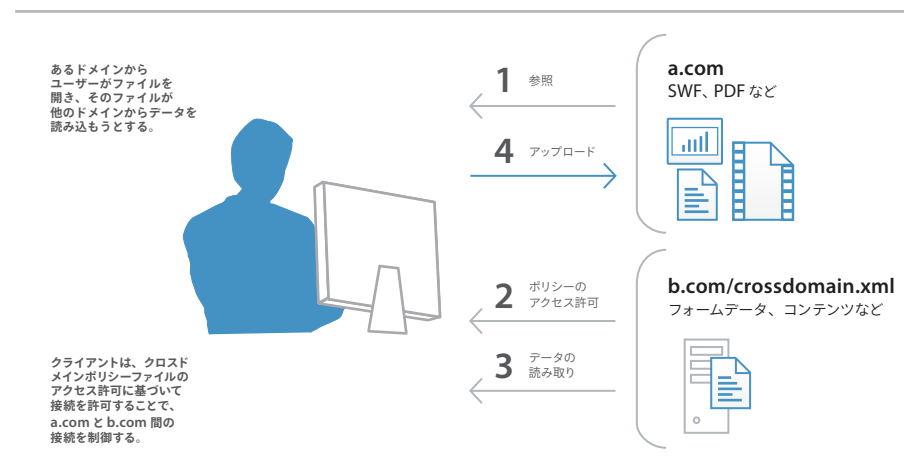 あるドメインから
ユーザーがファイルを
開き、そのファイルが
他のドメインからデータを
読み込もうとする。
1 参照
4 アップロード
a.com
SWF、PDF など
2 ポリシーの
アクセス許可
3 データの
読み取り
b.com/crossdomain.xml
フォームデータ、コンテンツなど
クライアントは、クロスド
メインポリシーファイルの
アクセス許可に基づいて
接続を許可することで、
a.com と b.com 間の
接続を制御する。